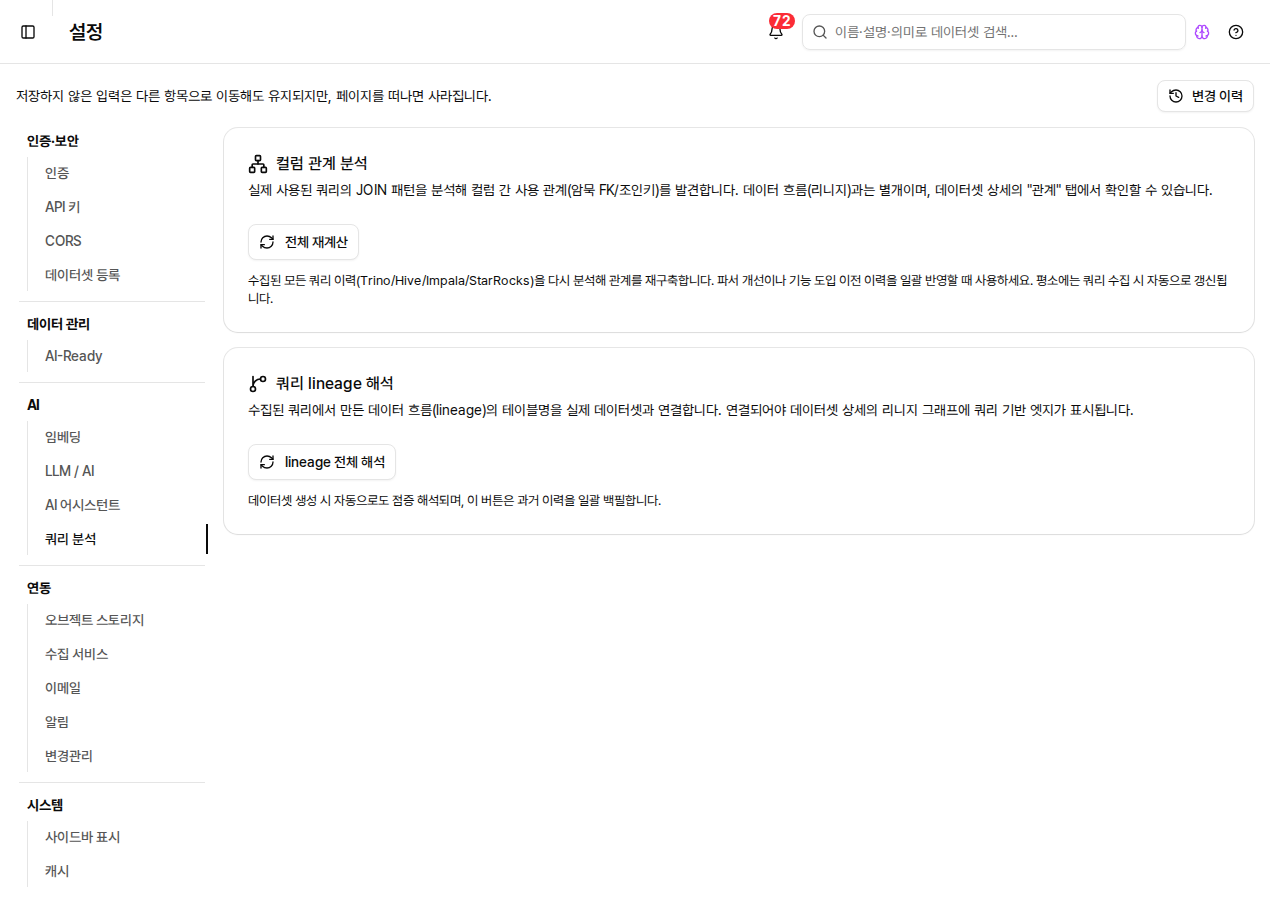 설정
72
이름·설명·의미로 데이터셋 검색...
저장하지 않은 입력은 다른 항목으로 이동해도 유지되지만, 페이지를 떠나면 사라집니다.
변경 이력
인증·보안
인증
API 키
CORS
데이터셋 등록
데이터 관리
AI-Ready
AI
임베딩
LLM / AI
AI 어시스턴트
쿼리 분석
연동
오브젝트 스토리지
수집 서비스
이메일
알림
변경관리
시스템
사이드바 표시
캐시
컬럼 관계 분석
실제 사용된 쿼리의 JOIN 패턴을 분석해 컬럼 간 사용 관계(암묵 FK/조인키)를 발견합니다. 데이터 흐름(리니지)과는 별개이며, 데이터셋 상세의 "관계" 탭에서 확인할 수 있습니다.
전체 재계산
수집된 모든 쿼리 이력(Trino/Hive/Impala/StarRocks)을 다시 분석해 관계를 재구축합니다. 파서 개선이나 기능 도입 이전 이력을 일괄 반영할 때 사용하세요. 평소에는 쿼리 수집 시 자동으로 갱신됩
니다.
쿼리 lineage 해석
수집된 쿼리에서 만든 데이터 흐름(lineage)의 테이블명을 실제 데이터셋과 연결합니다. 연결되어야 데이터셋 상세의 리니지 그래프에 쿼리 기반 엣지가 표시됩니다.
lineage 전체 해석
데이터셋 생성 시 자동으로도 점증 해석되며, 이 버튼은 과거 이력을 일괄 백필합니다.